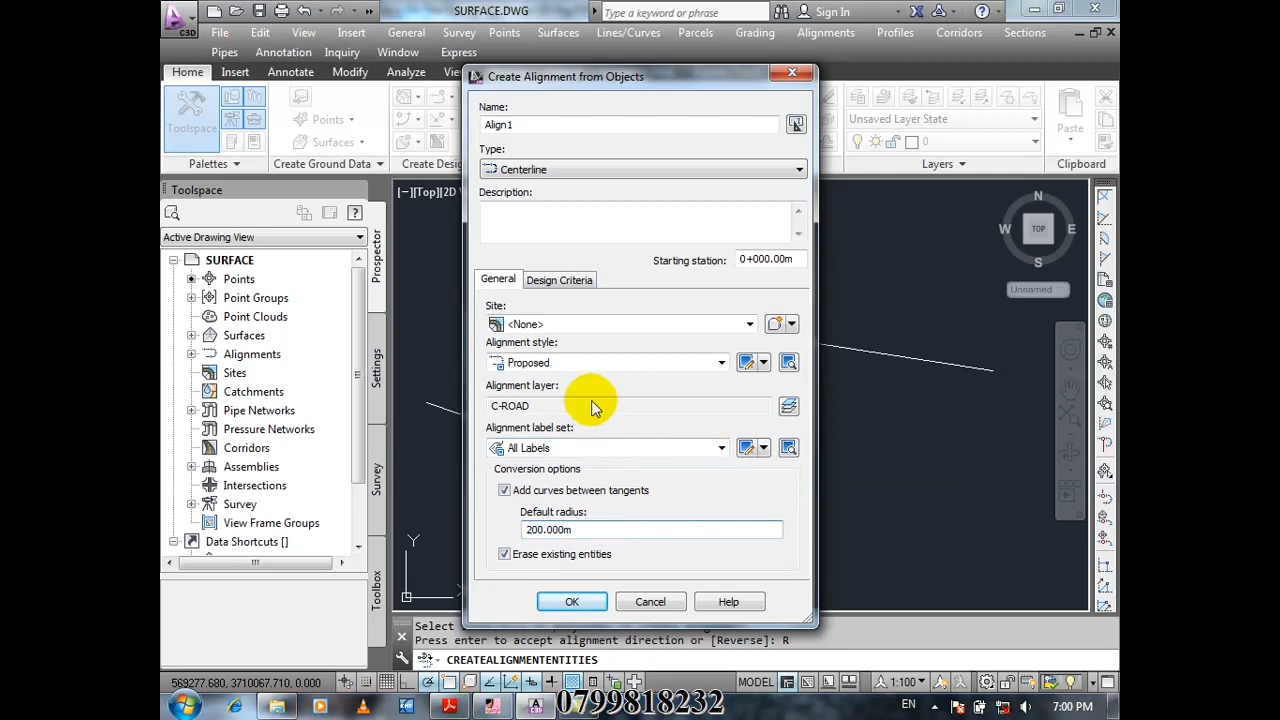 SURFACE.DWG
Type a keyword or phrase
Sign In
C3D
File Edit View Insert General Survey Points Surfaces Lines/Curves Parcels Grading Alignments Profiles Corridors Sections
Pipes Annotation Inquiry Window Express
Home Insert Annotate Modify Analyze
Toolspace
Points
Unsaved Layer State
0
Paste
Palettes
Create Ground Data
Layers
Clipboard
Toolspace
Active Drawing View
Prospector
Settings
Survey
Toolbox
SURFACE
Points
Point Groups
Point Clouds
Surfaces
Alignments
Sites
Catchments
Pipe Networks
Pressure Networks
Corridors
Assemblies
Intersections
Survey
View Frame Groups
Data Shortcuts []
Create Alignment from Objects
Name:
Align1
Type:
Centerline
Description:
Starting station: 0+000.00m
General
Design Criteria
Site:
<None>
Alignment style:
Proposed
Alignment layer:
C-ROAD
Alignment label set:
All Labels
Conversion options
Add curves between tangents
Default radius:
200.000m
Erase existing entities
OK
Cancel
Help
[−][Top]
N
W TOP E
S
Unnamed
Y
Press enter to accept alignment direction or [Reverse]: R
CREATEALIGNMENTENTITIES
569277.680, 3710067.710, 0.000
MODEL
1:100
0799818232
EN
7:00 PM